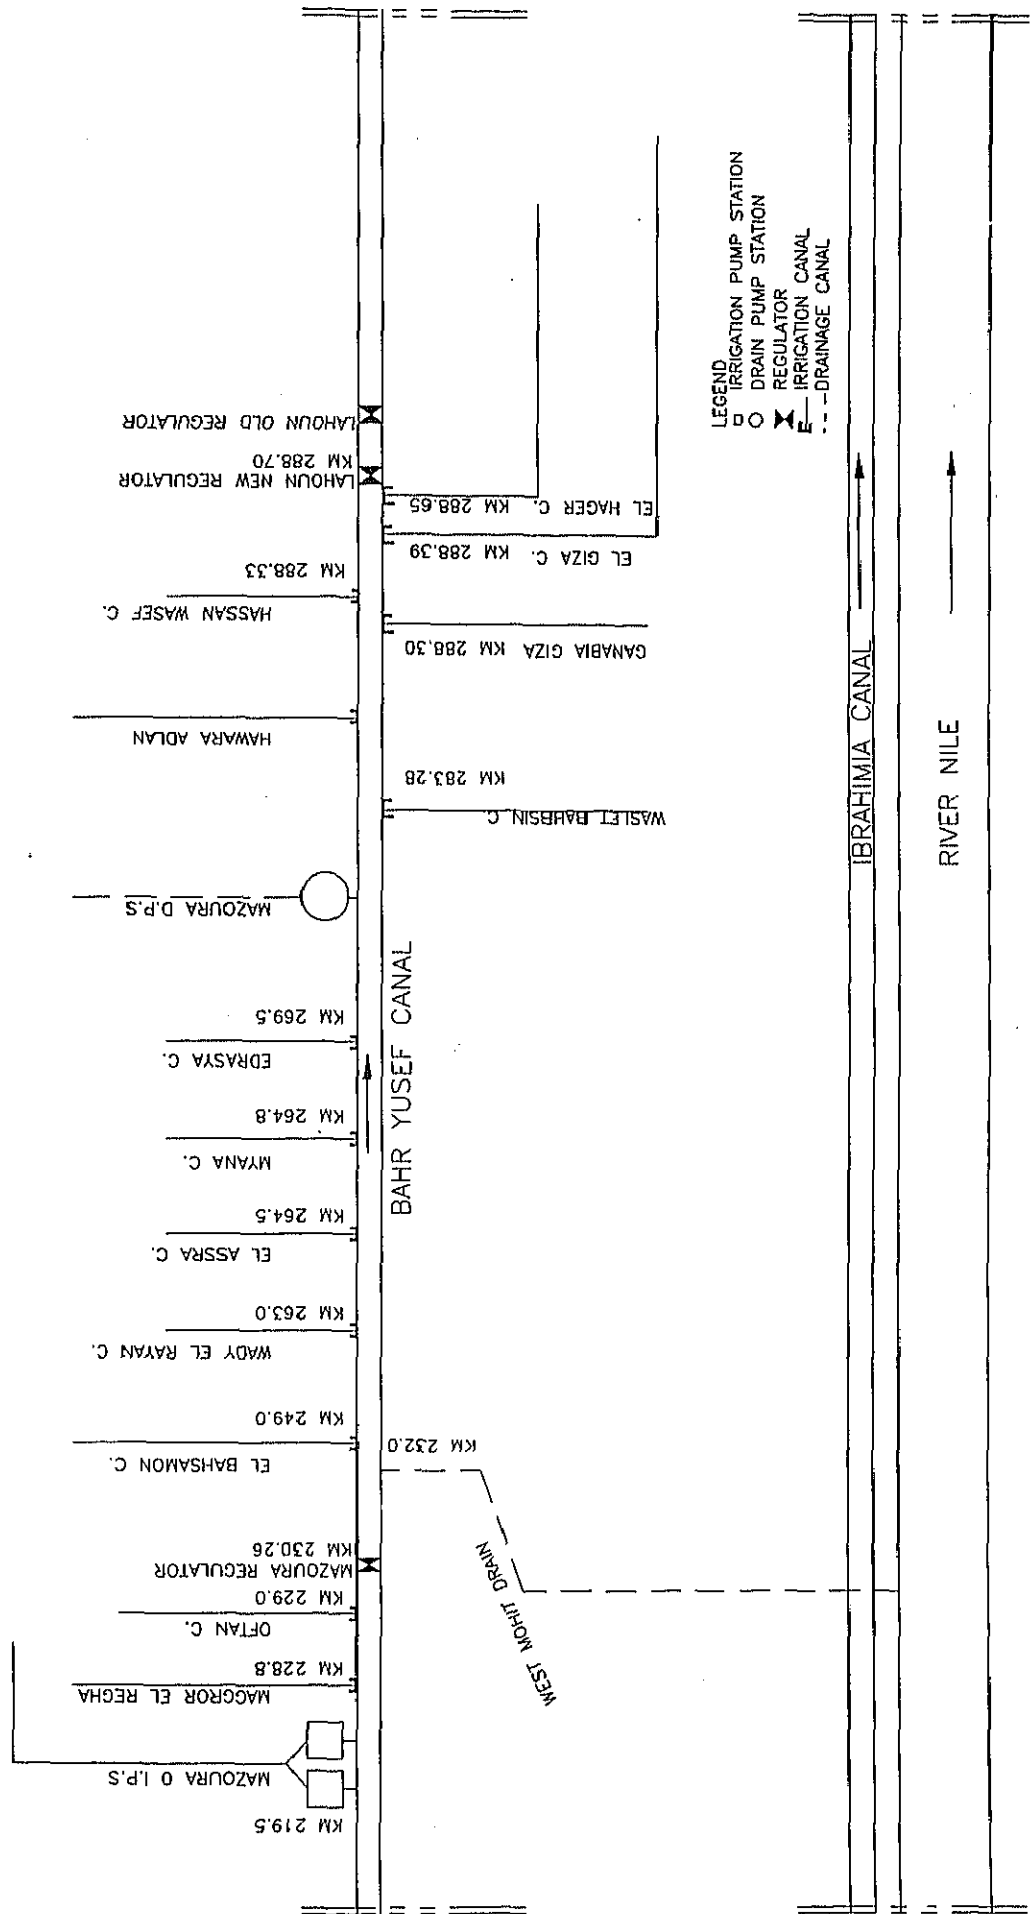 LAHOUN OLD REGULATOR
KM 288.70
LAHOUN NEW REGULATOR
EL HAGER C. KM 288.65
EL GIZA C. KM 288.39
KM 288.33
HASSAN WASEF C.
GANABIA GIZA KM 288.30
HAWARA ADLAN
KM 283.28
WASLET BAHBSIN C
MAZOURA D.P.S
KM 269.5
EDRASYA C.
KM 264.8
MYANA C.
KM 264.5
EL ASSRA C.
KM 263.0
WADY EL RAYAN C.
KM 249.0
EL BAHSAMON C.
KM 232.0
WEST MOHIT DRAIN
KM 230.26
MAZOURA REGULATOR
KM 229.0
OFTAN C.
KM 228.8
MAGGROR EL REGHA
MAZOURA O I.P.S
KM 219.5
BAHR YUSEF CANAL
IBRAHIMIA CANAL
RIVER NILE
LEGEND
IRRIGATION PUMP STATION
DRAIN PUMP STATION
REGULATOR
IRRIGATION CANAL
DRAINAGE CANAL